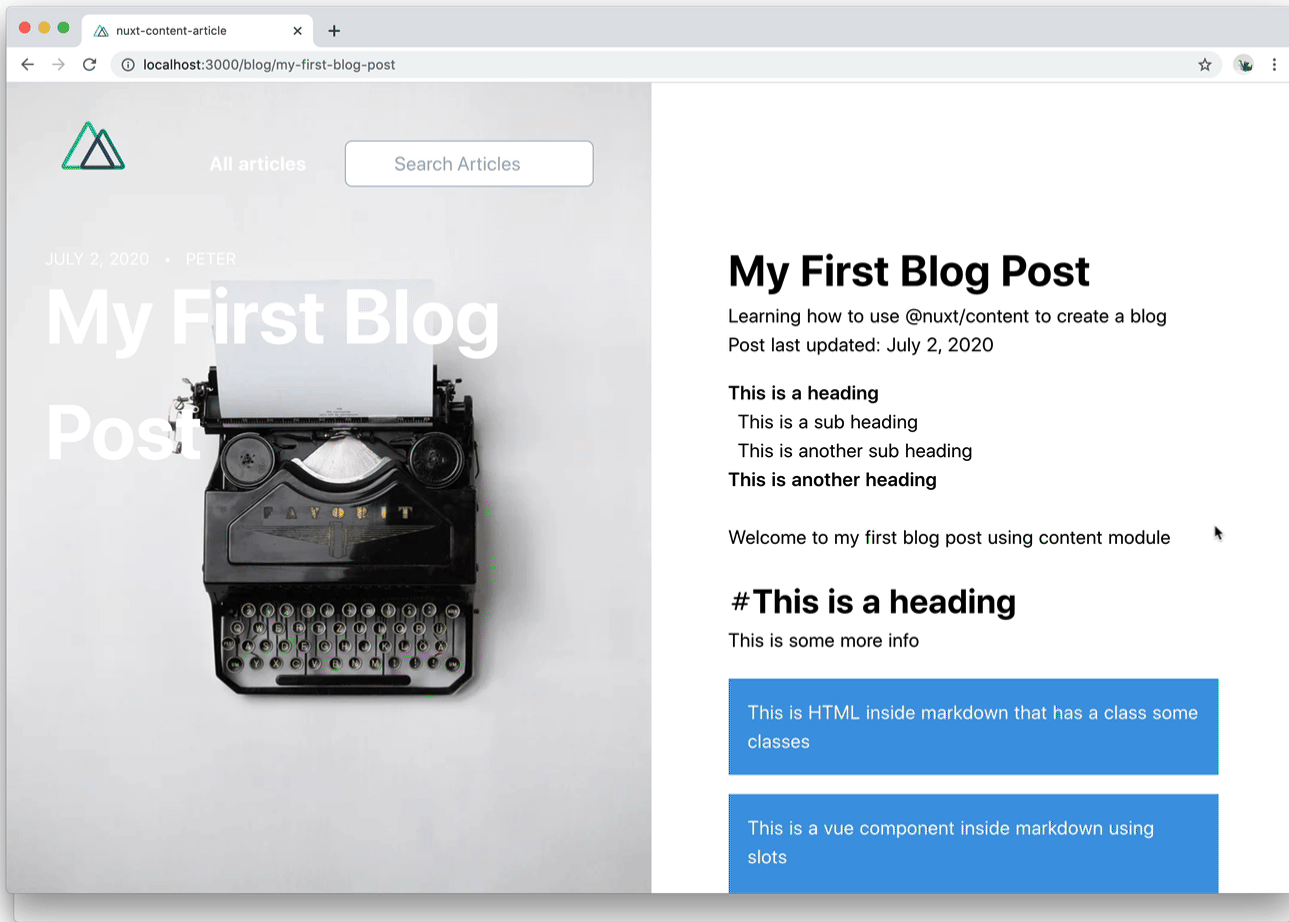 nuxt-content-article
localhost:3000/blog/my-first-blog-post
All articles
Search Articles
JULY 2, 2020 • PETER
My First Blog
Post
FAVORIT
My First Blog Post
Learning how to use @nuxt/content to create a blog
Post last updated: July 2, 2020
This is a heading
This is a sub heading
This is another sub heading
This is another heading
Welcome to my first blog post using content module
#This is a heading
This is some more info
This is HTML inside markdown that has a class some
classes
This is a vue component inside markdown using
slots